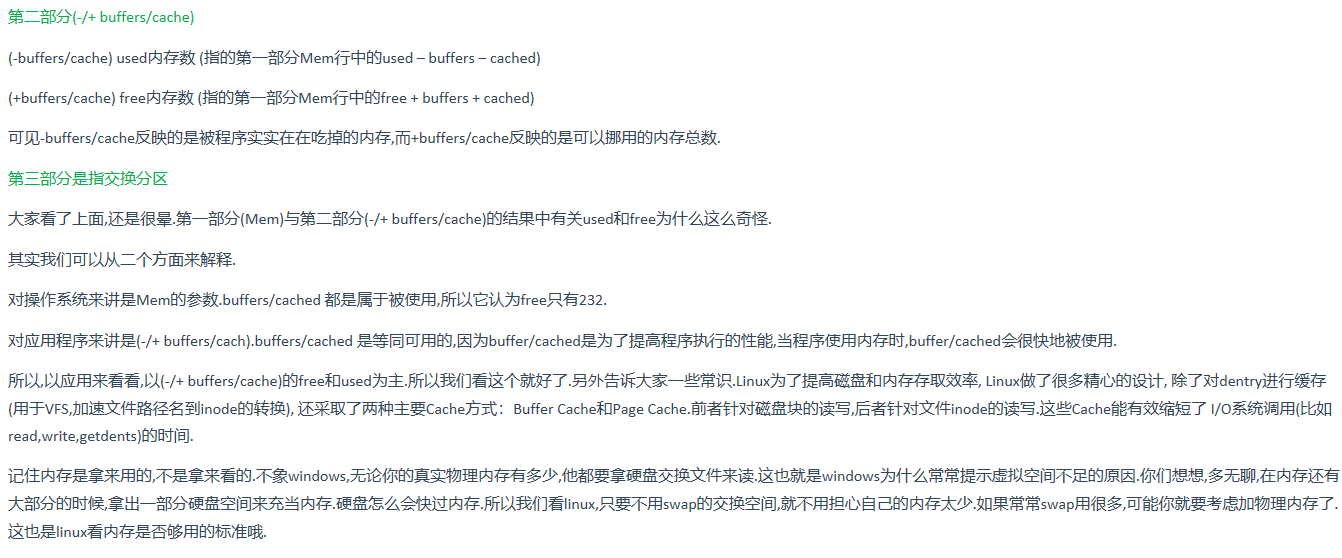 第二部分(-/+ buffers/cache)
(-buffers/cache) used内存数 (指的第一部分Mem行中的used – buffers – cached)
(+buffers/cache) free内存数 (指的第一部分Mem行中的free + buffers + cached)
可见-buffers/cache反映的是被程序实实在在吃掉的内存,而+buffers/cache反映的是可以挪用的内存总数.
第三部分是指交换分区
大家看了上面,还是很晕.第一部分(Mem)与第二部分(-/+ buffers/cache)的结果中有关used和free为什么这么奇怪.
其实我们可以从二个方面来解释.
对操作系统来讲是Mem的参数.buffers/cached 都是属于被使用,所以它认为free只有232.
对应用程序来讲是(-/+ buffers/cach).buffers/cached 是等同可用的,因为buffer/cached是为了提高程序执行的性能,当程序使用内存时,buffer/cached会很快地被使用.
所以,以应用来看看,以(-/+ buffers/cache)的free和used为主.所以我们看这个就好了.另外告诉大家一些常识.Linux为了提高磁盘和内存存取效率, Linux做了很多精心的设计, 除了对dentry进行缓存
(用于VFS,加速文件路径名到inode的转换), 还采取了两种主要Cache方式：Buffer Cache和Page Cache.前者针对磁盘块的读写,后者针对文件inode的读写.这些Cache能有效缩短了 I/O系统调用(比如
read,write,getdents)的时间.
记住内存是拿来用的,不是拿来看的.不象windows,无论你的真实物理内存有多少,他都要拿硬盘交换文件来读.这也就是windows为什么常常提示虚拟空间不足的原因.你们想想,多无聊,在内存还有
大部分的时候,拿出一部分硬盘空间来充当内存.硬盘怎么会快过内存.所以我们看linux,只要不用swap的交换空间,就不用担心自己的内存太少.如果常常swap用很多,可能你就要考虑加物理内存了.
这也是linux看内存是否够用的标准哦.